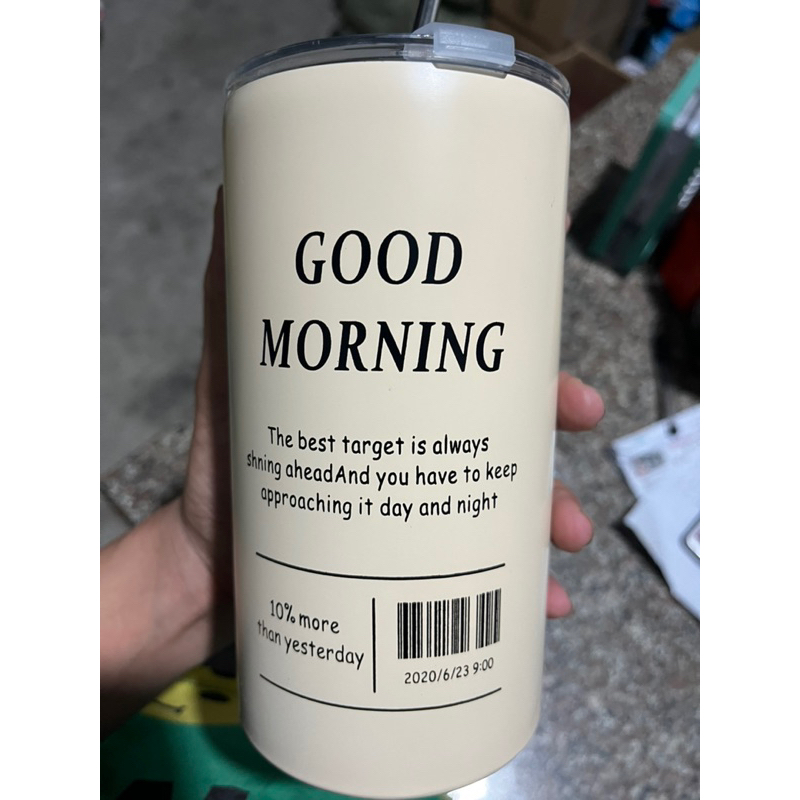 GOOD
MORNING
The best target is always
shning aheadAnd you have to keep
approaching it day and night
10% more
than yesterday
2020/6/23 9:00